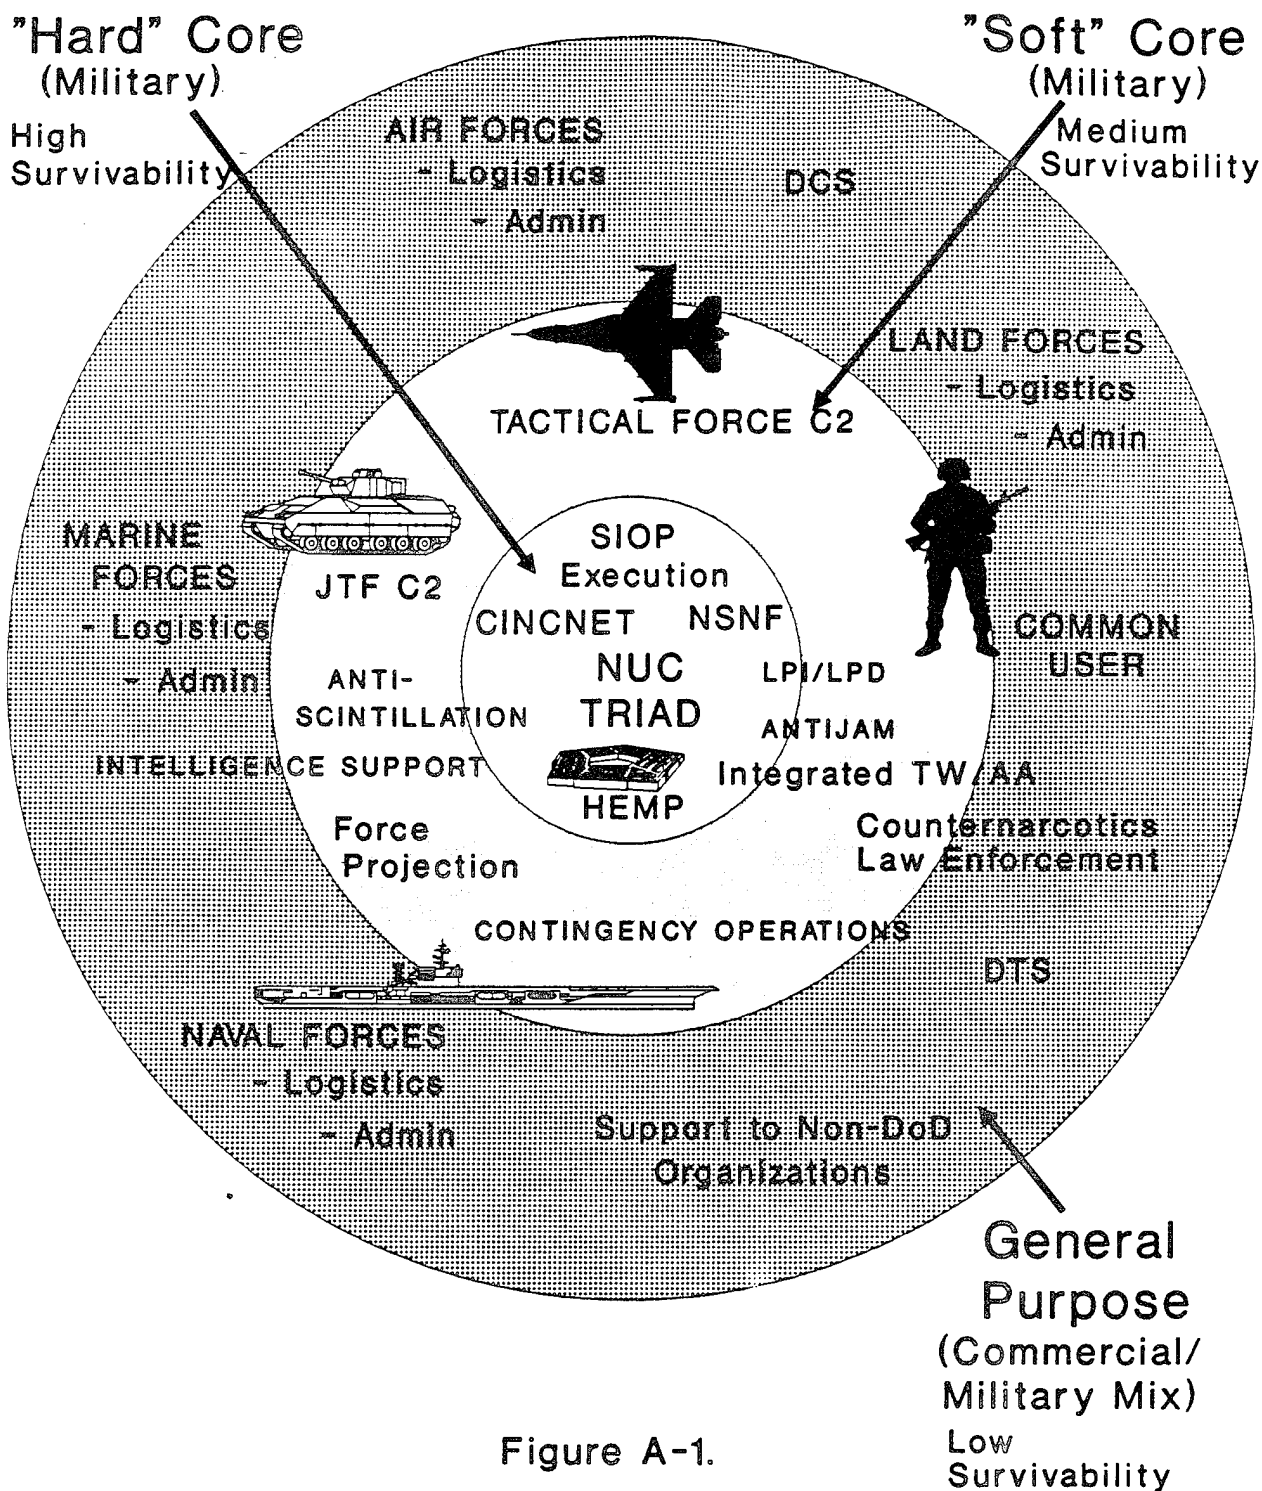 "Hard" Core
(Military)
High
Survivability
"Soft" Core
(Military)
Medium
Survivability
AIR FORCES
- Logistics
- Admin
DCS
LAND FORCES
- Logistics
- Admin
TACTICAL FORCE C2
MARINE
FORCES
- Logistics
- Admin
JTF C2
SIOP
Execution
CINCNET
NSNF
NUC
TRIAD
HEMP
LPI/LPD
ANTIJAM
Integrated TW/AA
COMMON
USER
ANTI-
SCINTILLATION
INTELLIGENCE SUPPORT
Force
Projection
Counternarcotics
Law Enforcement
CONTINGENCY OPERATIONS
DTS
NAVAL FORCES
- Logistics
- Admin
Support to Non-DoD
Organizations
General
Purpose
(Commercial/
Military Mix)
Low
Survivability
Figure A-1.